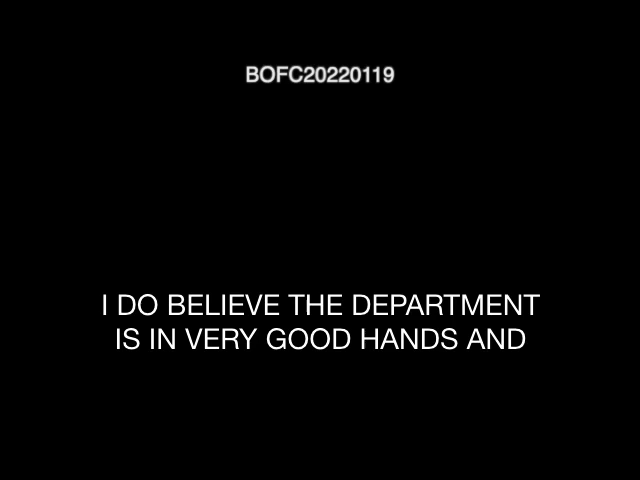 BOFC20220119
I DO BELIEVE THE DEPARTMENT
IS IN VERY GOOD HANDS AND